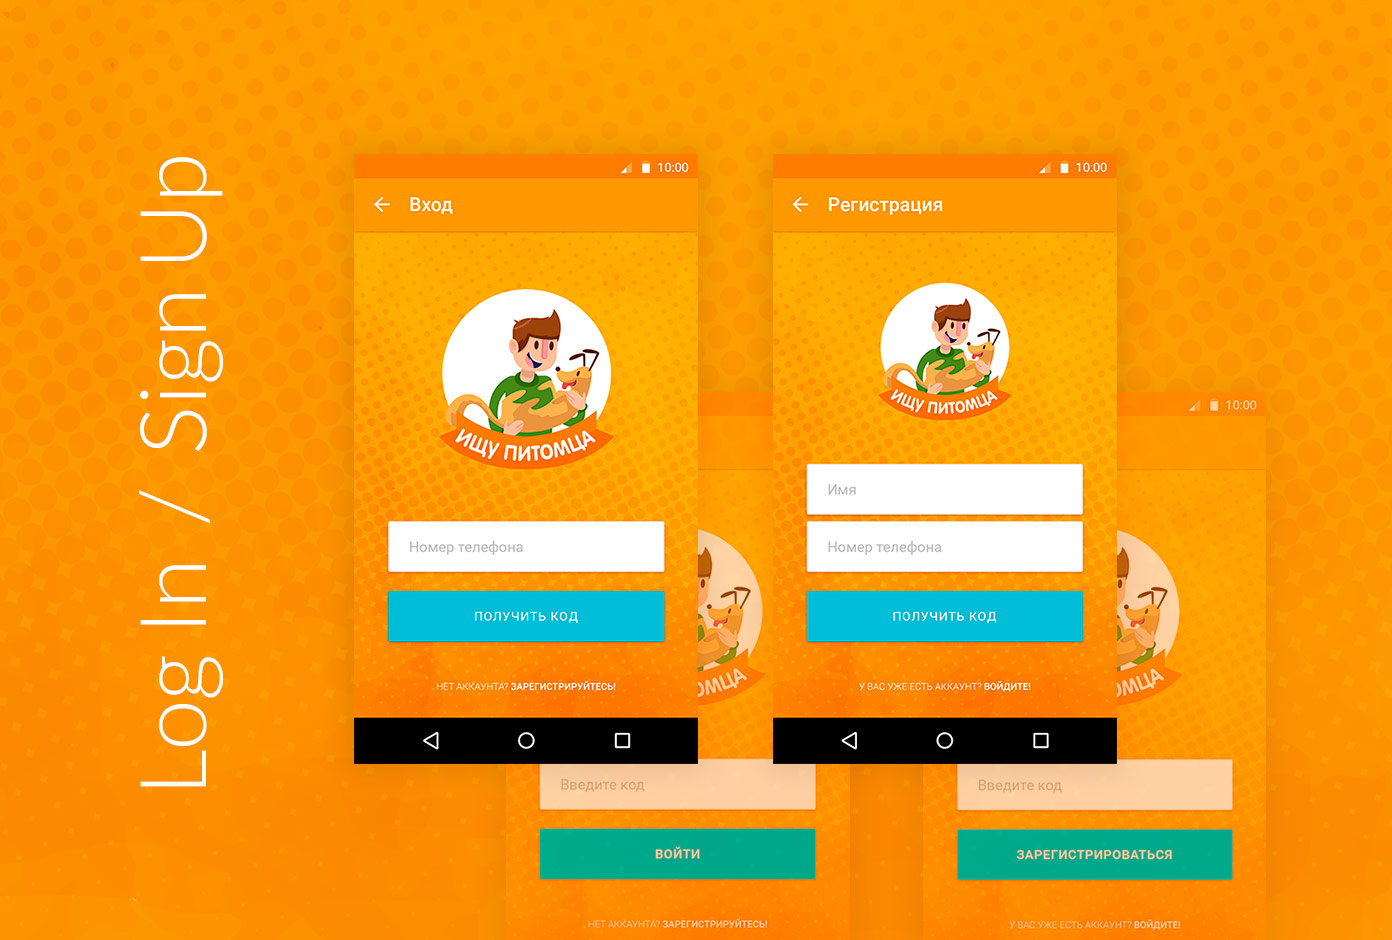 Log In / Sign Up
10:00
Вход
ИЩУ ПИТОМЦА
Номер телефона
ПОЛУЧИТЬ КОД
НЕТ АККАУНТА? ЗАРЕГИСТРИРУЙТЕСЬ!
10:00
Регистрация
ИЩУ ПИТОМЦА
Имя
Номер телефона
ПОЛУЧИТЬ КОД
У ВАС УЖЕ ЕСТЬ АККАУНТ? ВОЙДИТЕ!
ОМЦА
Введите код
ВОЙТИ
НЕТ АККАУНТА? ЗАРЕГИСТРИРУЙТЕСЬ!
10:00
ОМЦА
Введите код
ЗАРЕГИСТРИРОВАТЬСЯ
У ВАС УЖЕ ЕСТЬ АККАУНТ? ВОЙДИТЕ!